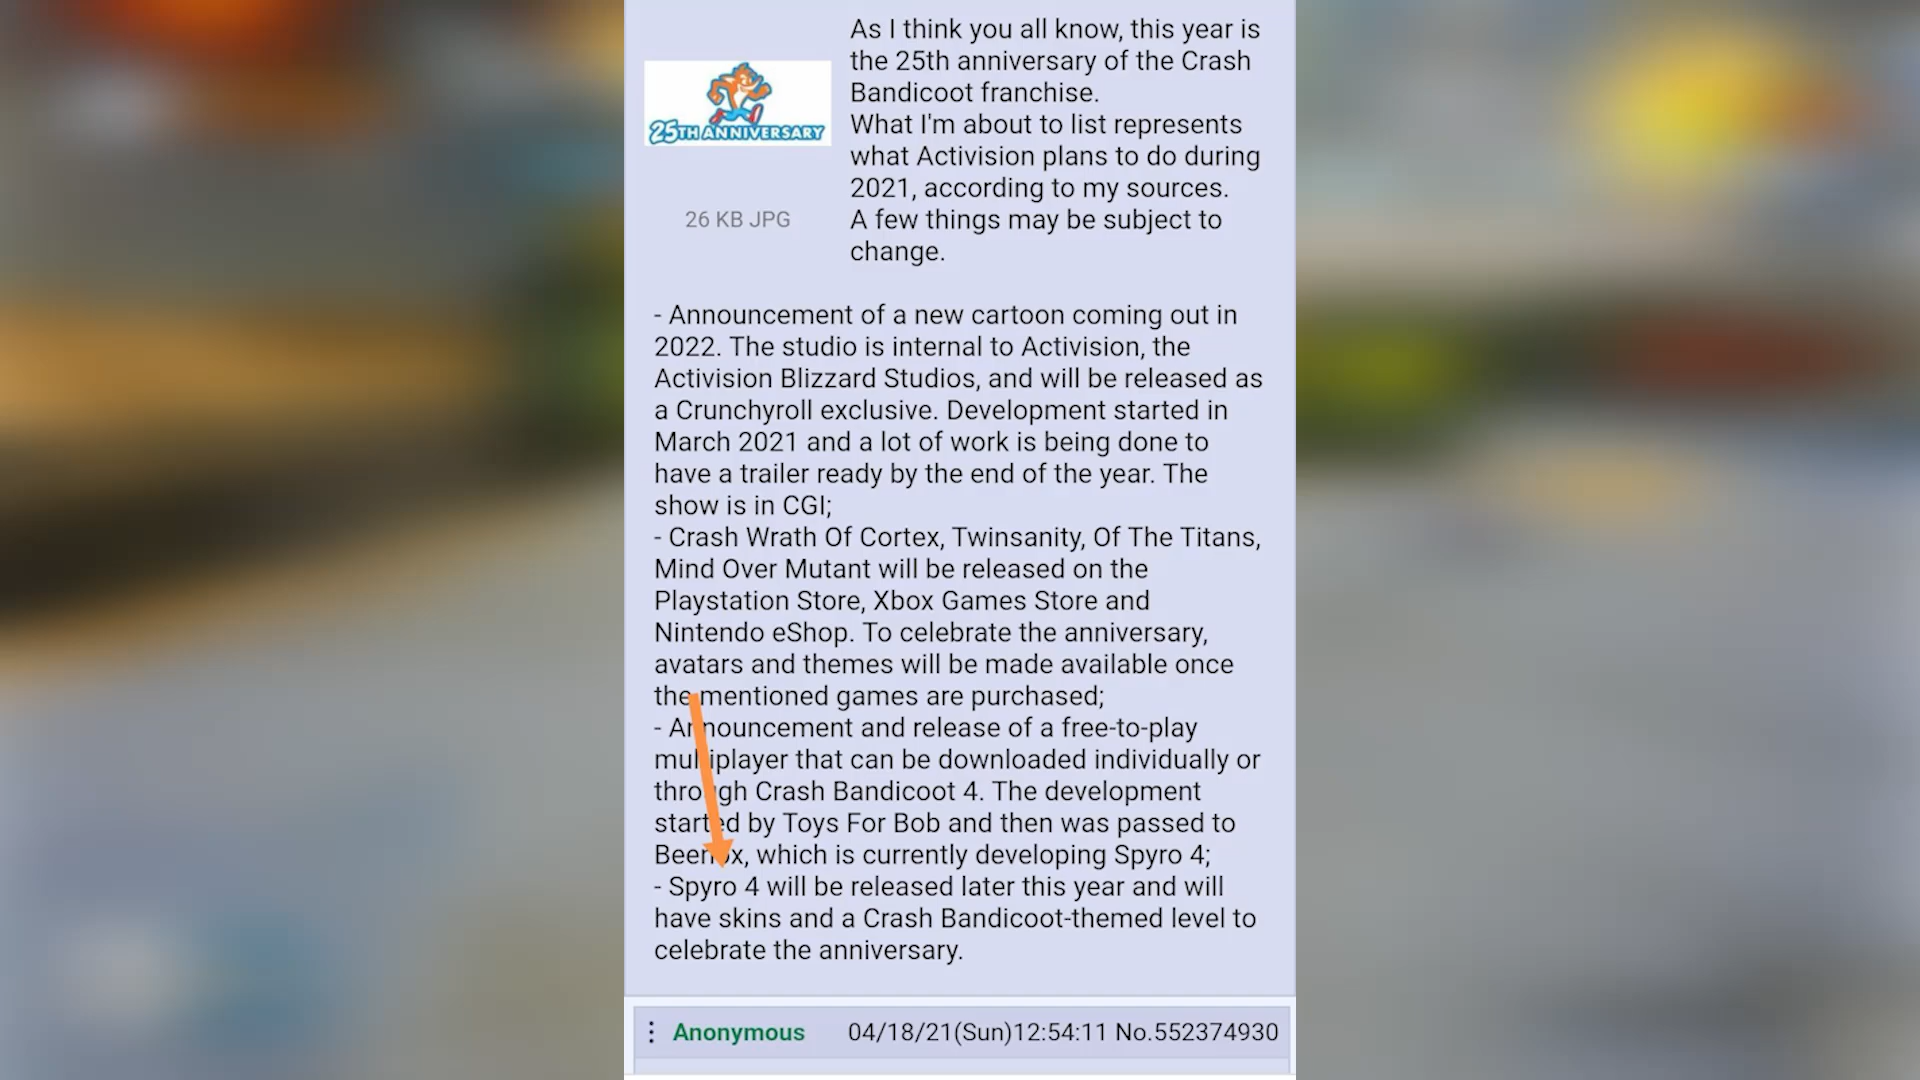 As I think you all know, this year is
the 25th anniversary of the Crash
Bandicoot franchise.
What I'm about to list represents
what Activision plans to do during
2021, according to my sources.
A few things may be subject to
change.
25TH ANNIVERSARY
26 KB JPG
- Announcement of a new cartoon coming out in
2022. The studio is internal to Activision, the
Activision Blizzard Studios, and will be released as
a Crunchyroll exclusive. Development started in
March 2021 and a lot of work is being done to
have a trailer ready by the end of the year. The
show is in CGI;
- Crash Wrath Of Cortex, Twinsanity, Of The Titans,
Mind Over Mutant will be released on the
Playstation Store, Xbox Games Store and
Nintendo eShop. To celebrate the anniversary,
avatars and themes will be made available once
the mentioned games are purchased;
- Announcement and release of a free-to-play
multiplayer that can be downloaded individually or
through Crash Bandicoot 4. The development
started by Toys For Bob and then was passed to
Beenox, which is currently developing Spyro 4;
- Spyro 4 will be released later this year and will
have skins and a Crash Bandicoot-themed level to
celebrate the anniversary.
Anonymous 04/18/21(Sun)12:54:11 No.552374930